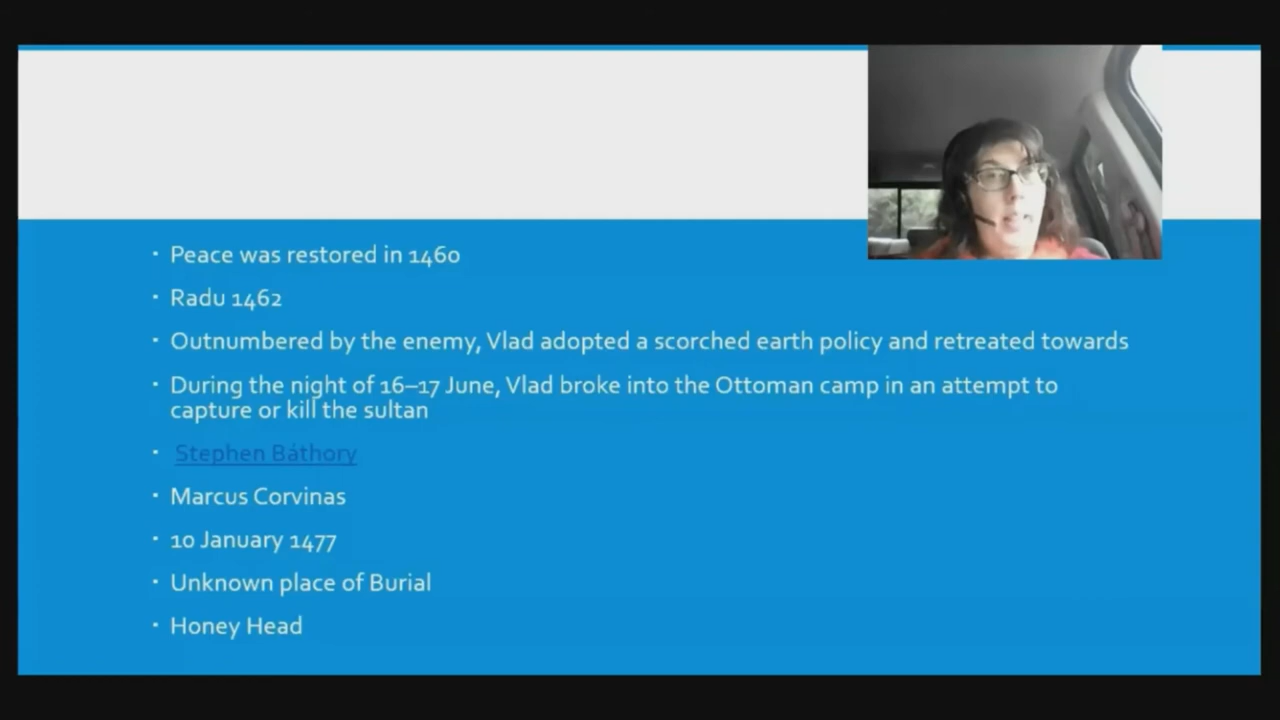 Peace was restored in 1460
Radu 1462
Outnumbered by the enemy, Vlad adopted a scorched earth policy and retreated towards
During the night of 16–17 June, Vlad broke into the Ottoman camp in an attempt to
capture or kill the sultan
Stephen Báthory
Marcus Corvinas
10 January 1477
Unknown place of Burial
Honey Head